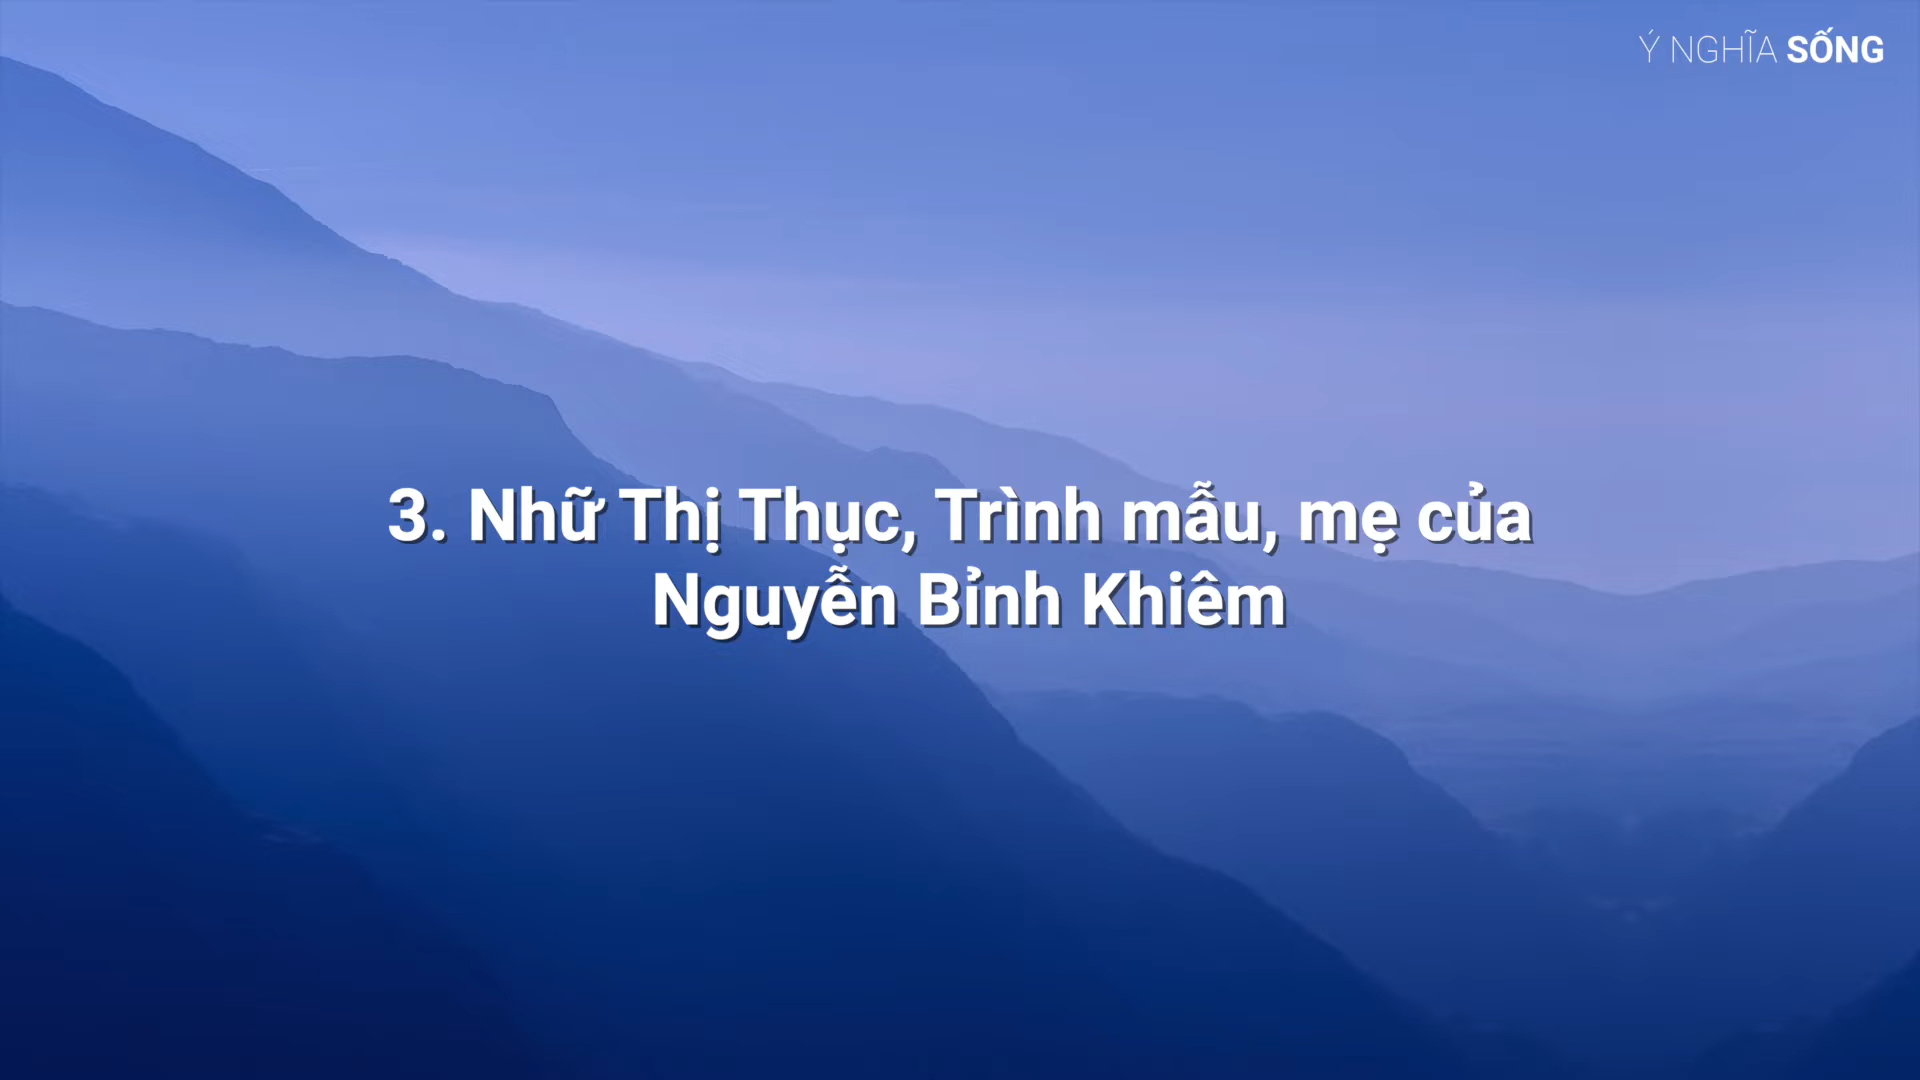 Ý NGHĨA SỐNG
3. Nhữ Thị Thục, Trình mẫu, mẹ của
Nguyễn Bỉnh Khiêm